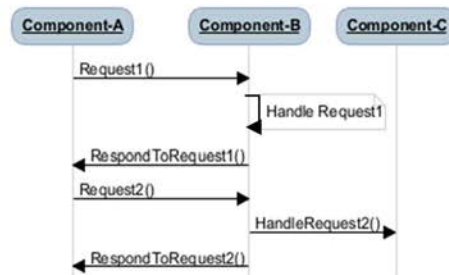 Component-A
Component-B
Component-C
Request1()
Handle Request1
RespondToRequest1()
Request2()
HandleRequest2()
RespondToRequest2()